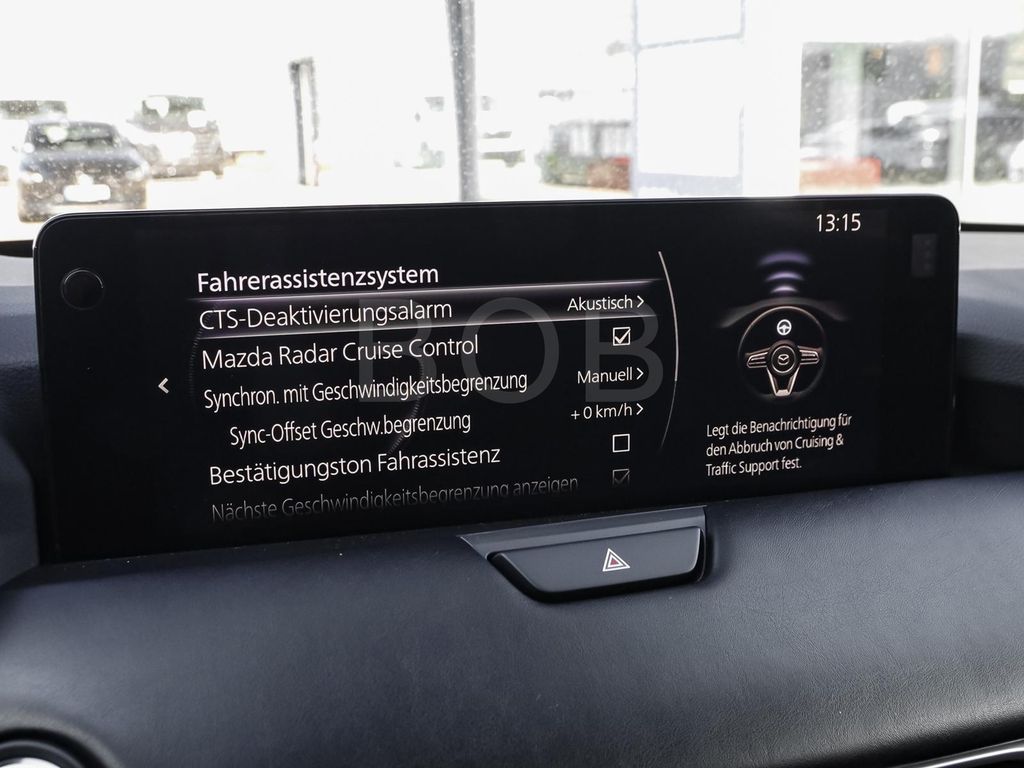 13:15
Fahrerassistenzsystem
CTS-Deaktivierungsalarm Akustisch
Mazda Radar Cruise Control
Synchron. mit Geschwindigkeitsbegrenzung Manuell
Sync-Offset Geschw.begrenzung + 0 km/h
Bestätigungston Fahrassistenz
Nächste Geschwindigkeitsbegrenzung anzeigen
Legt die Benachrichtigung für
den Abbruch von Cruising &
Traffic Support fest.
BOB